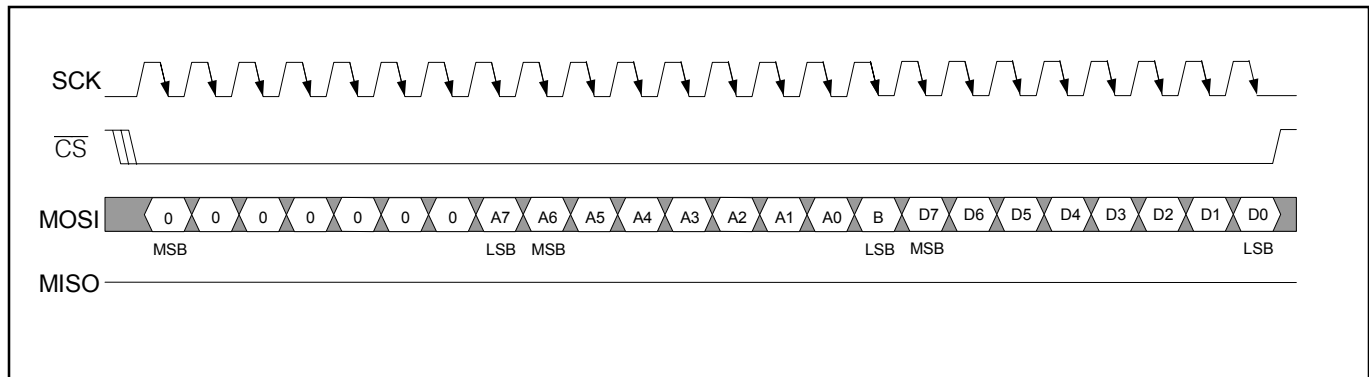 SCK
CS
MOSI 0 0 0 0 0 0 0 A7 A6 A5 A4 A3 A2 A1 A0 B D7 D6 D5 D4 D3 D2 D1 D0
MSB LSB MSB LSB MSB LSB
MISO